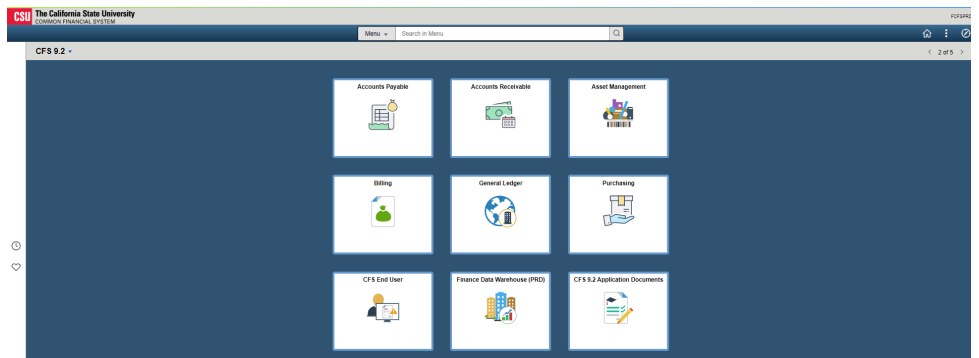 CSU The California State University
COMMON FINANCIAL SYSTEM
FCFSPRD
Menu Search in Menu
CFS 9.2
2 of 5
Accounts Payable Accounts Receivable Asset Management
Billing General Ledger Purchasing
CFS End User Finance Data Warehouse (PRD) CFS 9.2 Application Documents